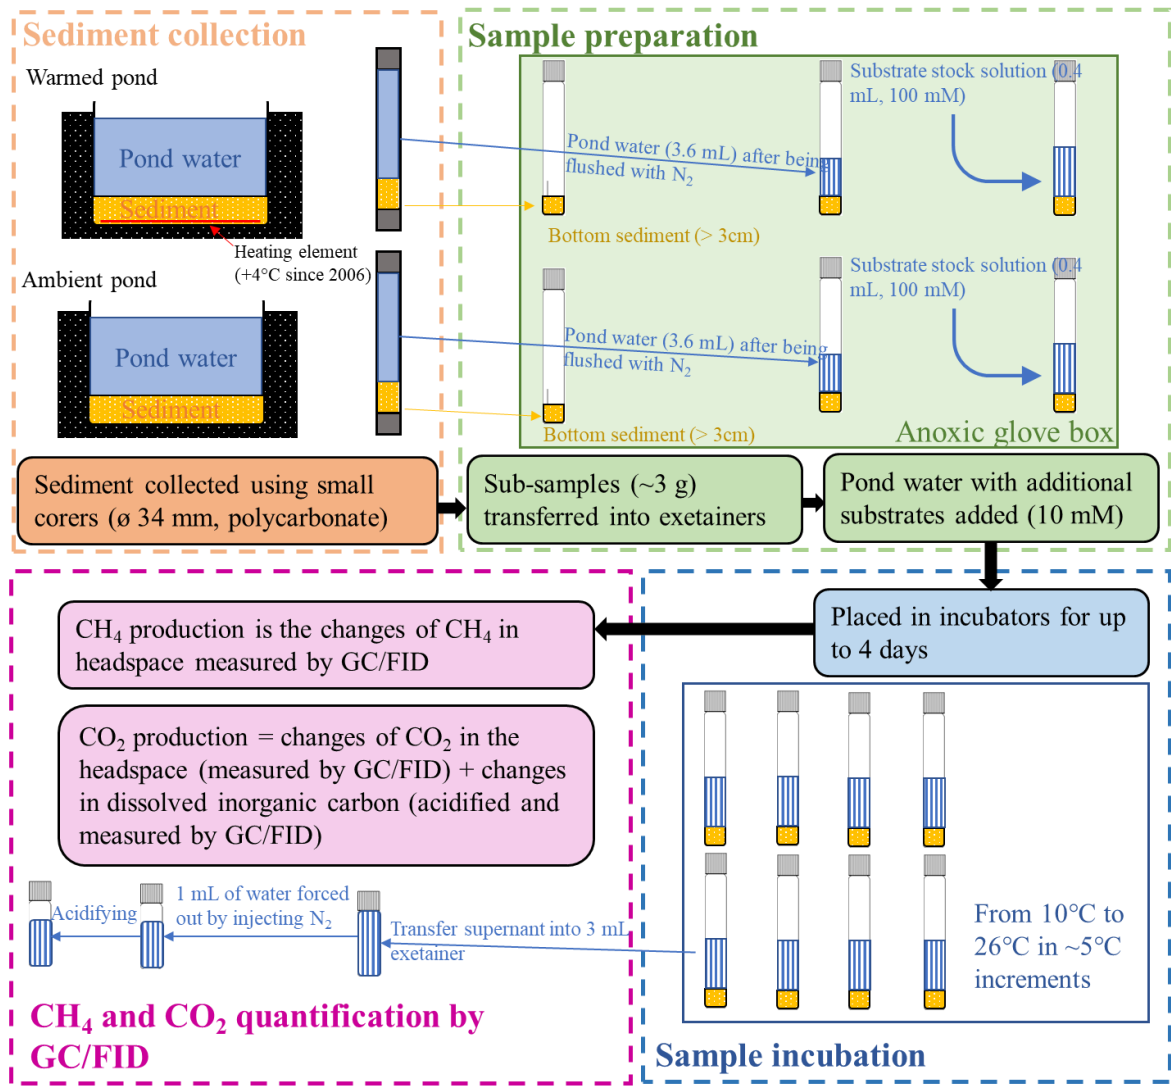 Sediment collection
Warmed pond
Pond water
Sediment
Heating element
(+4°C since 2006)
Ambient pond
Pond water
Sediment
Sediment collected using small
corers (ø 34 mm, polycarbonate)
Sample preparation
Substrate stock solution (0.4
mL, 100 mM)
Pond water (3.6 mL) after being
flushed with N₂
Bottom sediment (> 3cm)
Substrate stock solution (0.4
mL, 100 mM)
Pond water (3.6 mL) after being
flushed with N₂
Bottom sediment (> 3cm)
Anoxic glove box
Sub-samples (~3 g)
transferred into exetainers
Pond water with additional
substrates added (10 mM)
Placed in incubators for up
to 4 days
From 10°C to
26°C in ~5°C
increments
Sample incubation
CH₄ production is the changes of CH₄ in
headspace measured by GC/FID
CO₂ production = changes of CO₂ in the
headspace (measured by GC/FID) + changes
in dissolved inorganic carbon (acidified and
measured by GC/FID)
Acidifying
1 mL of water forced
out by injecting N₂
Transfer supernant into 3 mL
exetainer
CH₄ and CO₂ quantification by
GC/FID